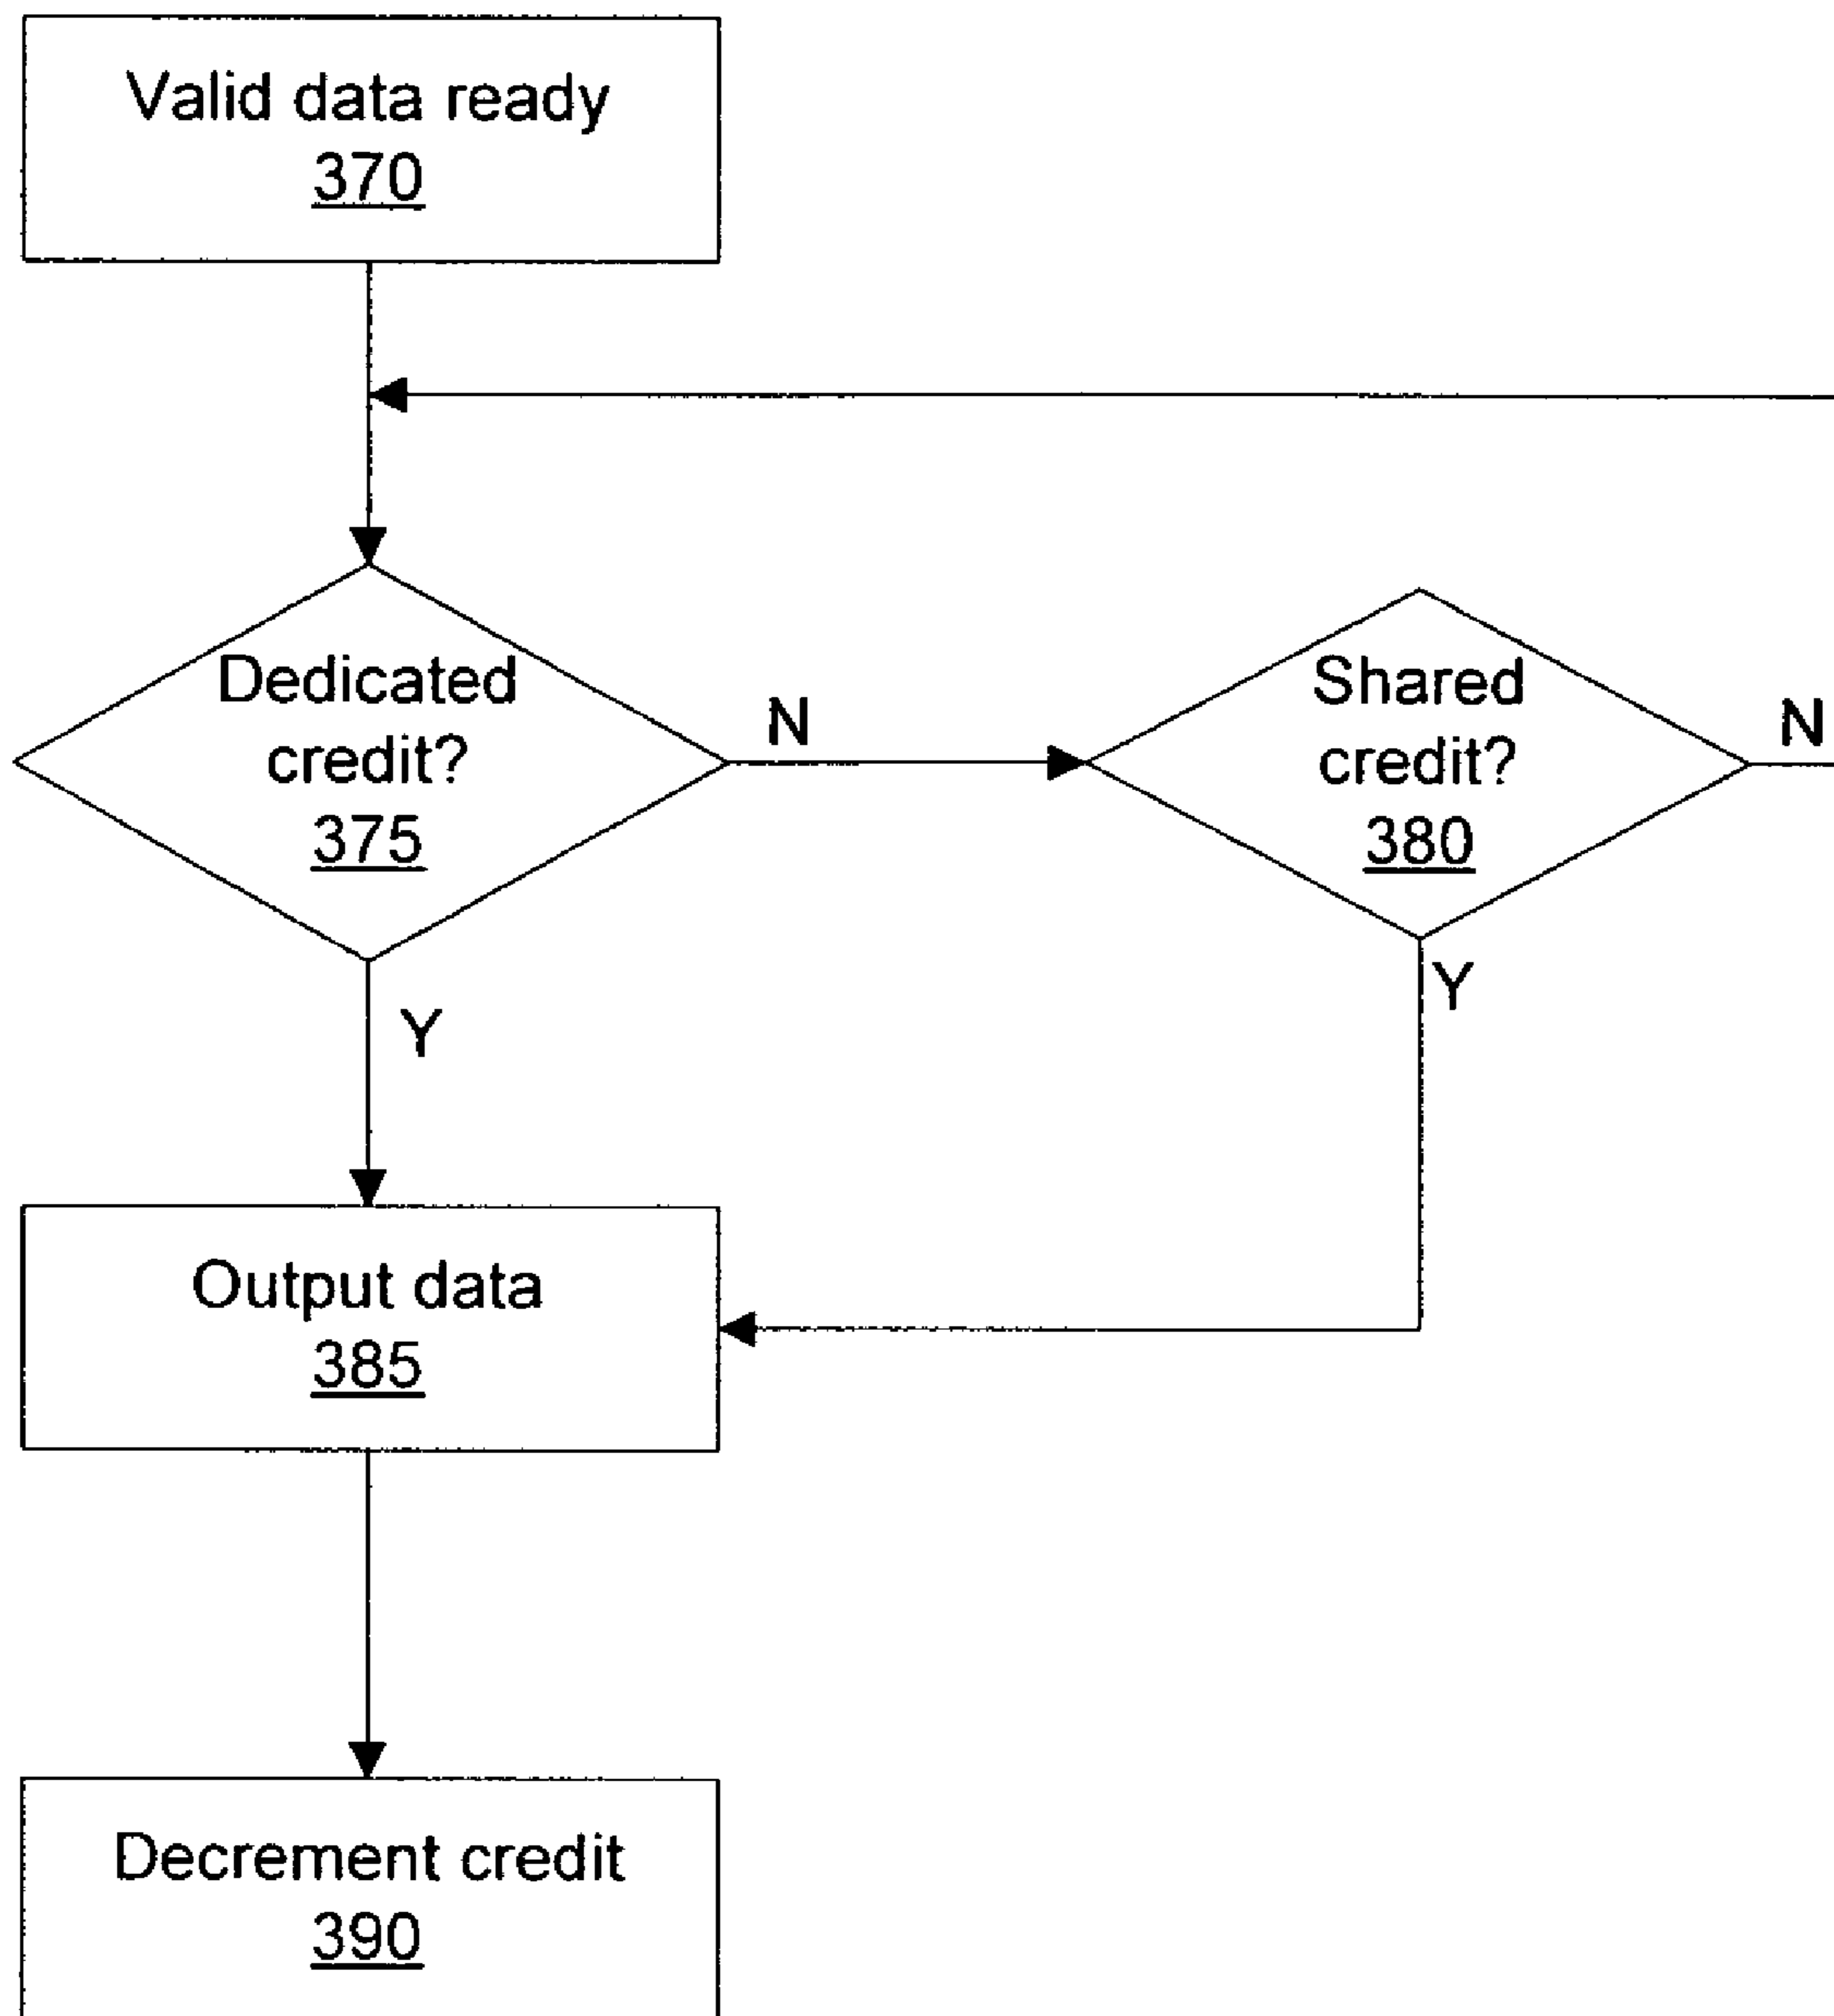 Valid data ready
370
Dedicated
credit?
375
N
Y
Shared
credit?
380
N
Y
Output data
385
Decrement credit
390